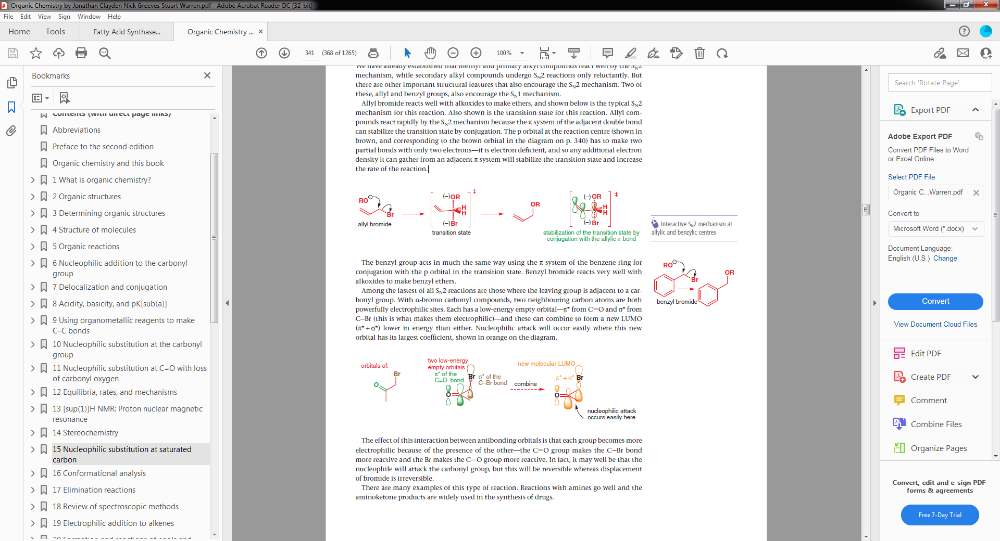 Organic Chemistry by Jonathan Clayden Nick Greeves Stuart Warren.pdf - Adobe Acrobat Reader DC (32-bit)
File Edit View Sign Window Help
Home Tools Fatty Acid Synthase... Organic Chemistry ... ×
341 (368 of 1265) 100%
Bookmarks
Contents (with direct page links)
Abbreviations
Preface to the second edition
Organic chemistry and this book
1 What is organic chemistry?
2 Organic structures
3 Determining organic structures
4 Structure of molecules
5 Organic reactions
6 Nucleophilic addition to the carbonyl
group
7 Delocalization and conjugation
8 Acidity, basicity, and pK[sub(a)]
9 Using organometallic reagents to make
C–C bonds
10 Nucleophilic substitution at the carbonyl
group
11 Nucleophilic substitution at C=O with loss
of carbonyl oxygen
12 Equilibria, rates, and mechanisms
13 [sup(1)]H NMR: Proton nuclear magnetic
resonance
14 Stereochemistry
15 Nucleophilic substitution at saturated
carbon
16 Conformational analysis
17 Elimination reactions
18 Review of spectroscopic methods
19 Electrophilic addition to alkenes
We have already established that methyl and primary alkyl compounds react well by the SN2
mechanism, while secondary alkyl compounds undergo SN2 reactions only reluctantly. But
there are other important structural features that also encourage the SN2 mechanism. Two of
these, allyl and benzyl groups, also encourage the SN1 mechanism.
Allyl bromide reacts well with alkoxides to make ethers, and shown below is the typical SN2
mechanism for this reaction. Also shown is the transition state for this reaction. Allyl com-
pounds react rapidly by the SN2 mechanism because the π system of the adjacent double bond
can stabilize the transition state by conjugation. The p orbital at the reaction centre (shown in
brown, and corresponding to the brown orbital in the diagram on p. 340) has to make two
partial bonds with only two electrons—it is electron deficient, and so any additional electron
density it can gather from an adjacent π system will stabilize the transition state and increase
the rate of the reaction.
RO
Br
allyl bromide
(–)OR
H
H
(–)Br
‡
transition state
OR
(–)OR
H
H
(–)Br
‡
stabilization of the transition state by
conjugation with the allylic π bond
Interactive SN2 mechanism at
allylic and benzylic centres
The benzyl group acts in much the same way using the π system of the benzene ring for
conjugation with the p orbital in the transition state. Benzyl bromide reacts very well with
alkoxides to make benzyl ethers.
RO
Br
OR
benzyl bromide
Among the fastest of all SN2 reactions are those where the leaving group is adjacent to a car-
bonyl group. With α-bromo carbonyl compounds, two neighbouring carbon atoms are both
powerfully electrophilic sites. Each has a low-energy empty orbital—π* from C=O and σ* from
C–Br (this is what makes them electrophilic)—and these can combine to form a new LUMO
(π* + σ*) lower in energy than either. Nucleophilic attack will occur easily where this new
orbital has its largest coefficient, shown in orange on the diagram.
orbitals of:
Br
O
two low-energy
empty orbitals
π* of the
C=O bond
Br
O
σ* of the
C–Br bond
combine
new molecular LUMO
π* + σ* Br
O
nucleophilic attack
occurs easily here
The effect of this interaction between antibonding orbitals is that each group becomes more
electrophilic because of the presence of the other—the C=O group makes the C–Br bond
more reactive and the Br makes the C=O group more reactive. In fact, it may well be that the
nucleophile will attack the carbonyl group, but this will be reversible whereas displacement
of bromide is irreversible.
There are many examples of this type of reaction. Reactions with amines go well and the
aminoketone products are widely used in the synthesis of drugs.
Search 'Rotate Page'
Export PDF
Adobe Export PDF
Convert PDF Files to Word
or Excel Online
Select PDF File
Organic C...Warren.pdf
Convert to
Microsoft Word (*.docx)
Document Language:
English (U.S.) Change
Convert
View Document Cloud Files
Edit PDF
Create PDF
Comment
Combine Files
Organize Pages
Convert, edit and e-sign PDF
forms & agreements
Free 7-Day Trial